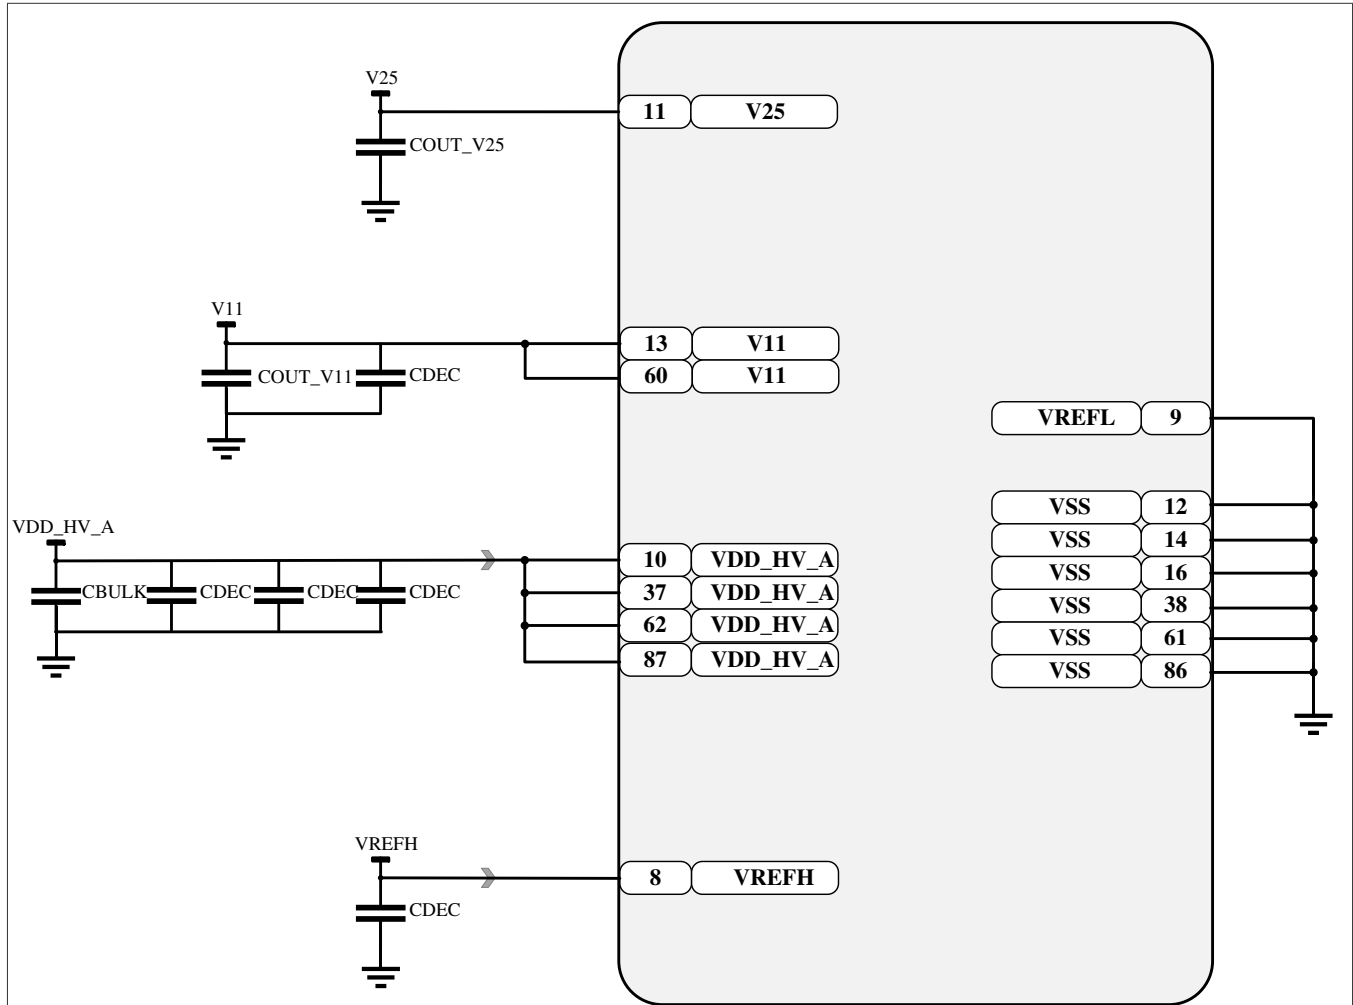 V25
11 V25
COUT_V25
V11
13 V11
COUT_V11 CDEC
60 V11
VREFL 9
VSS 12
VDD_HV_A
VSS 14
10 VDD_HV_A
VSS 16
CBULK CDEC CDEC CDEC
37 VDD_HV_A
VSS 38
62 VDD_HV_A
VSS 61
87 VDD_HV_A
VSS 86
VREFH
8 VREFH
CDEC